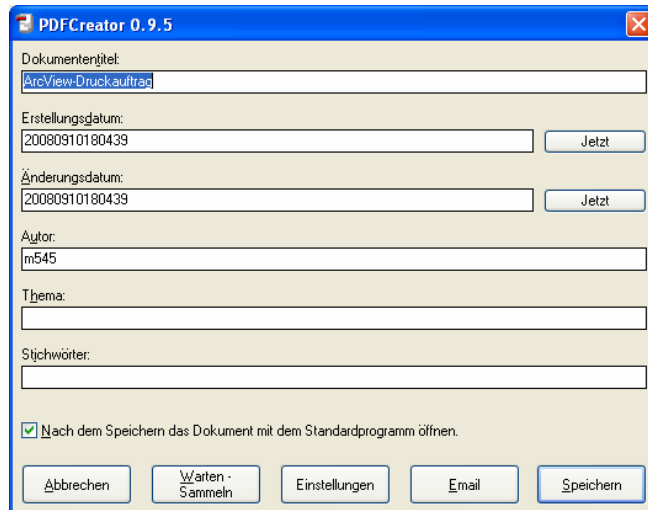 PDFCreator 0.9.5
Dokumententitel:
ArcView-Druckauftrag
Erstellungsdatum:
20080910180439
Jetzt
Änderungsdatum:
20080910180439
Jetzt
Autor:
m545
Thema:
Stichwörter:
Nach dem Speichern das Dokument mit dem Standardprogramm öffnen.
Abbrechen
Warten -
Sammeln
Einstellungen
Email
Speichern